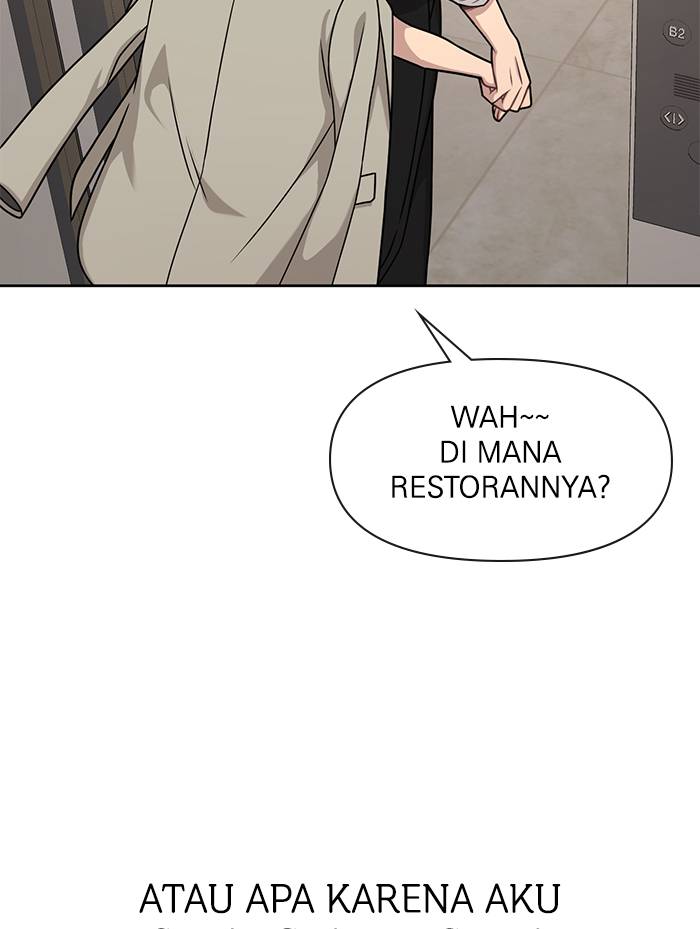 B2
<|>
WAH~~
DI MANA
RESTORANNYA?
ATAU APA KARENA AKU